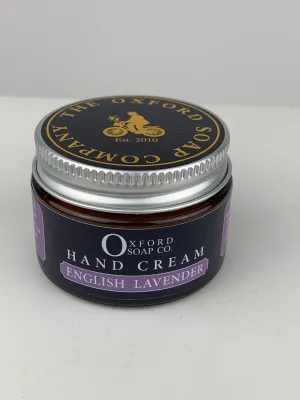 THE OXFORD SOAP COMPANY
EST. 2010
OXFORD
SOAP CO.
HAND CREAM
ENGLISH LAVENDER